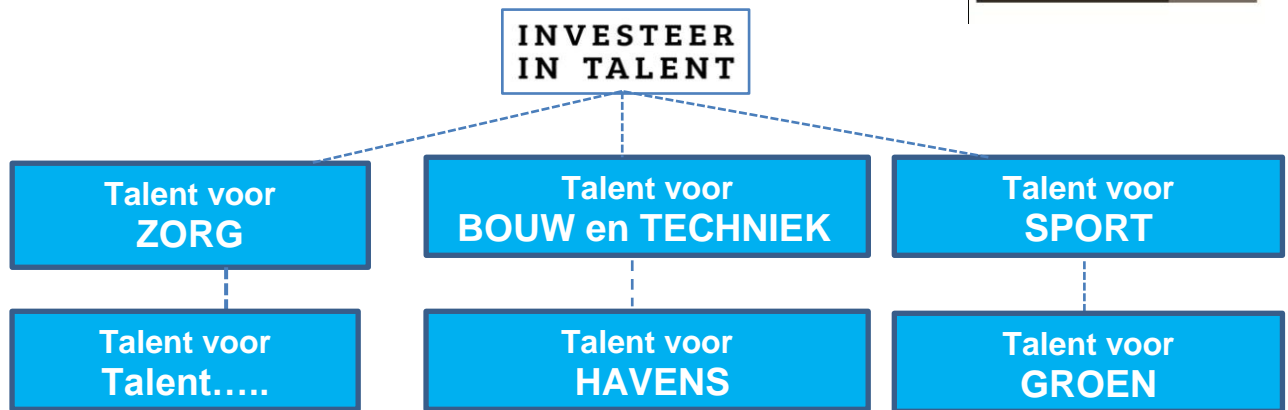 INVESTEER
IN TALENT
Talent voor
ZORG
Talent voor
BOUW en TECHNIEK
Talent voor
SPORT
Talent voor
Talent…..
Talent voor
HAVENS
Talent voor
GROEN